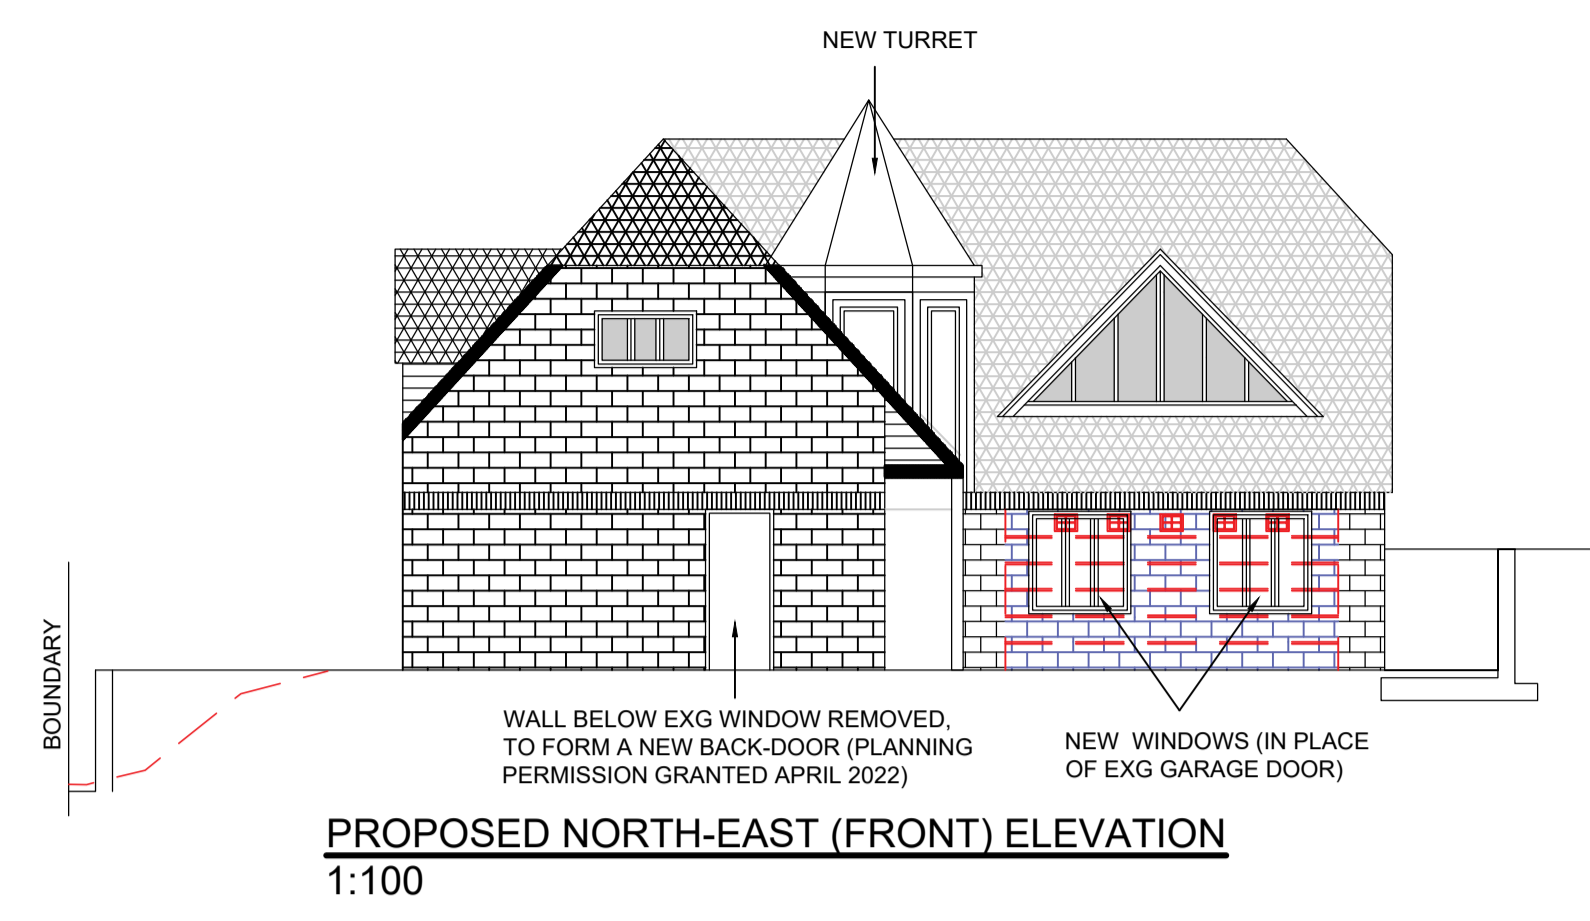 NEW TURRET
BOUNDARY
WALL BELOW EXG WINDOW REMOVED,
TO FORM A NEW BACK-DOOR (PLANNING
PERMISSION GRANTED APRIL 2022)
NEW WINDOWS (IN PLACE
OF EXG GARAGE DOOR)
PROPOSED NORTH-EAST (FRONT) ELEVATION
1:100